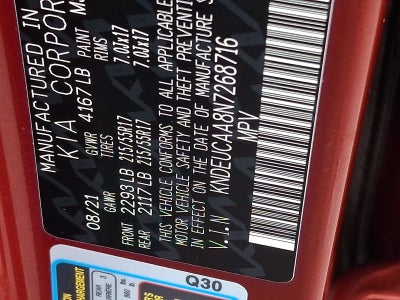 MANUFACTURED IN
KIA CORPOR
08/21 GVWR 4167 LB PAINT
TIRES RIMS
FRONT 2293 LB 215/55R17 7.0Jx17
REAR 2117 LB 215/55R17 7.0Jx17
THIS VEHICLE CONFORMS TO ALL APPLICABLE
MOTOR VEHICLE SAFETY AND THEFT PREVENTI
IN EFFECT ON THE DATE OF MANUFACTURE S
V.I.N KNDEUCAA8N7268716
MPV
Q30
REAR 3